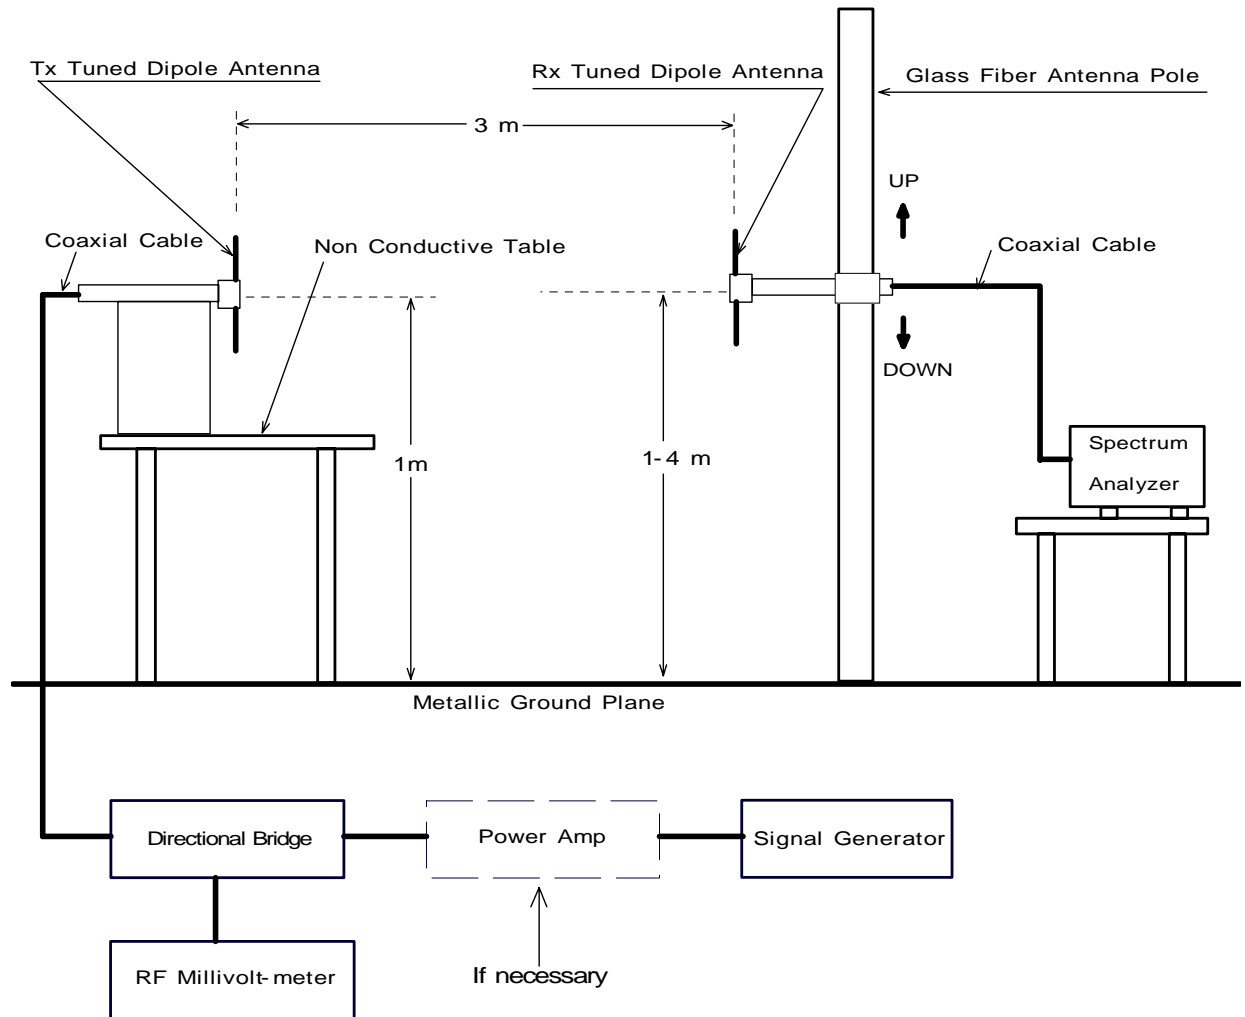 Tx Tuned Dipole Antenna
Rx Tuned Dipole Antenna
Glass Fiber Antenna Pole
3 m
UP
Coaxial Cable
Non Conductive Table
Coaxial Cable
DOWN
1m
1-4 m
Spectrum
Analyzer
Metallic Ground Plane
Directional Bridge
Power Amp
Signal Generator
If necessary
RF Millivolt-meter